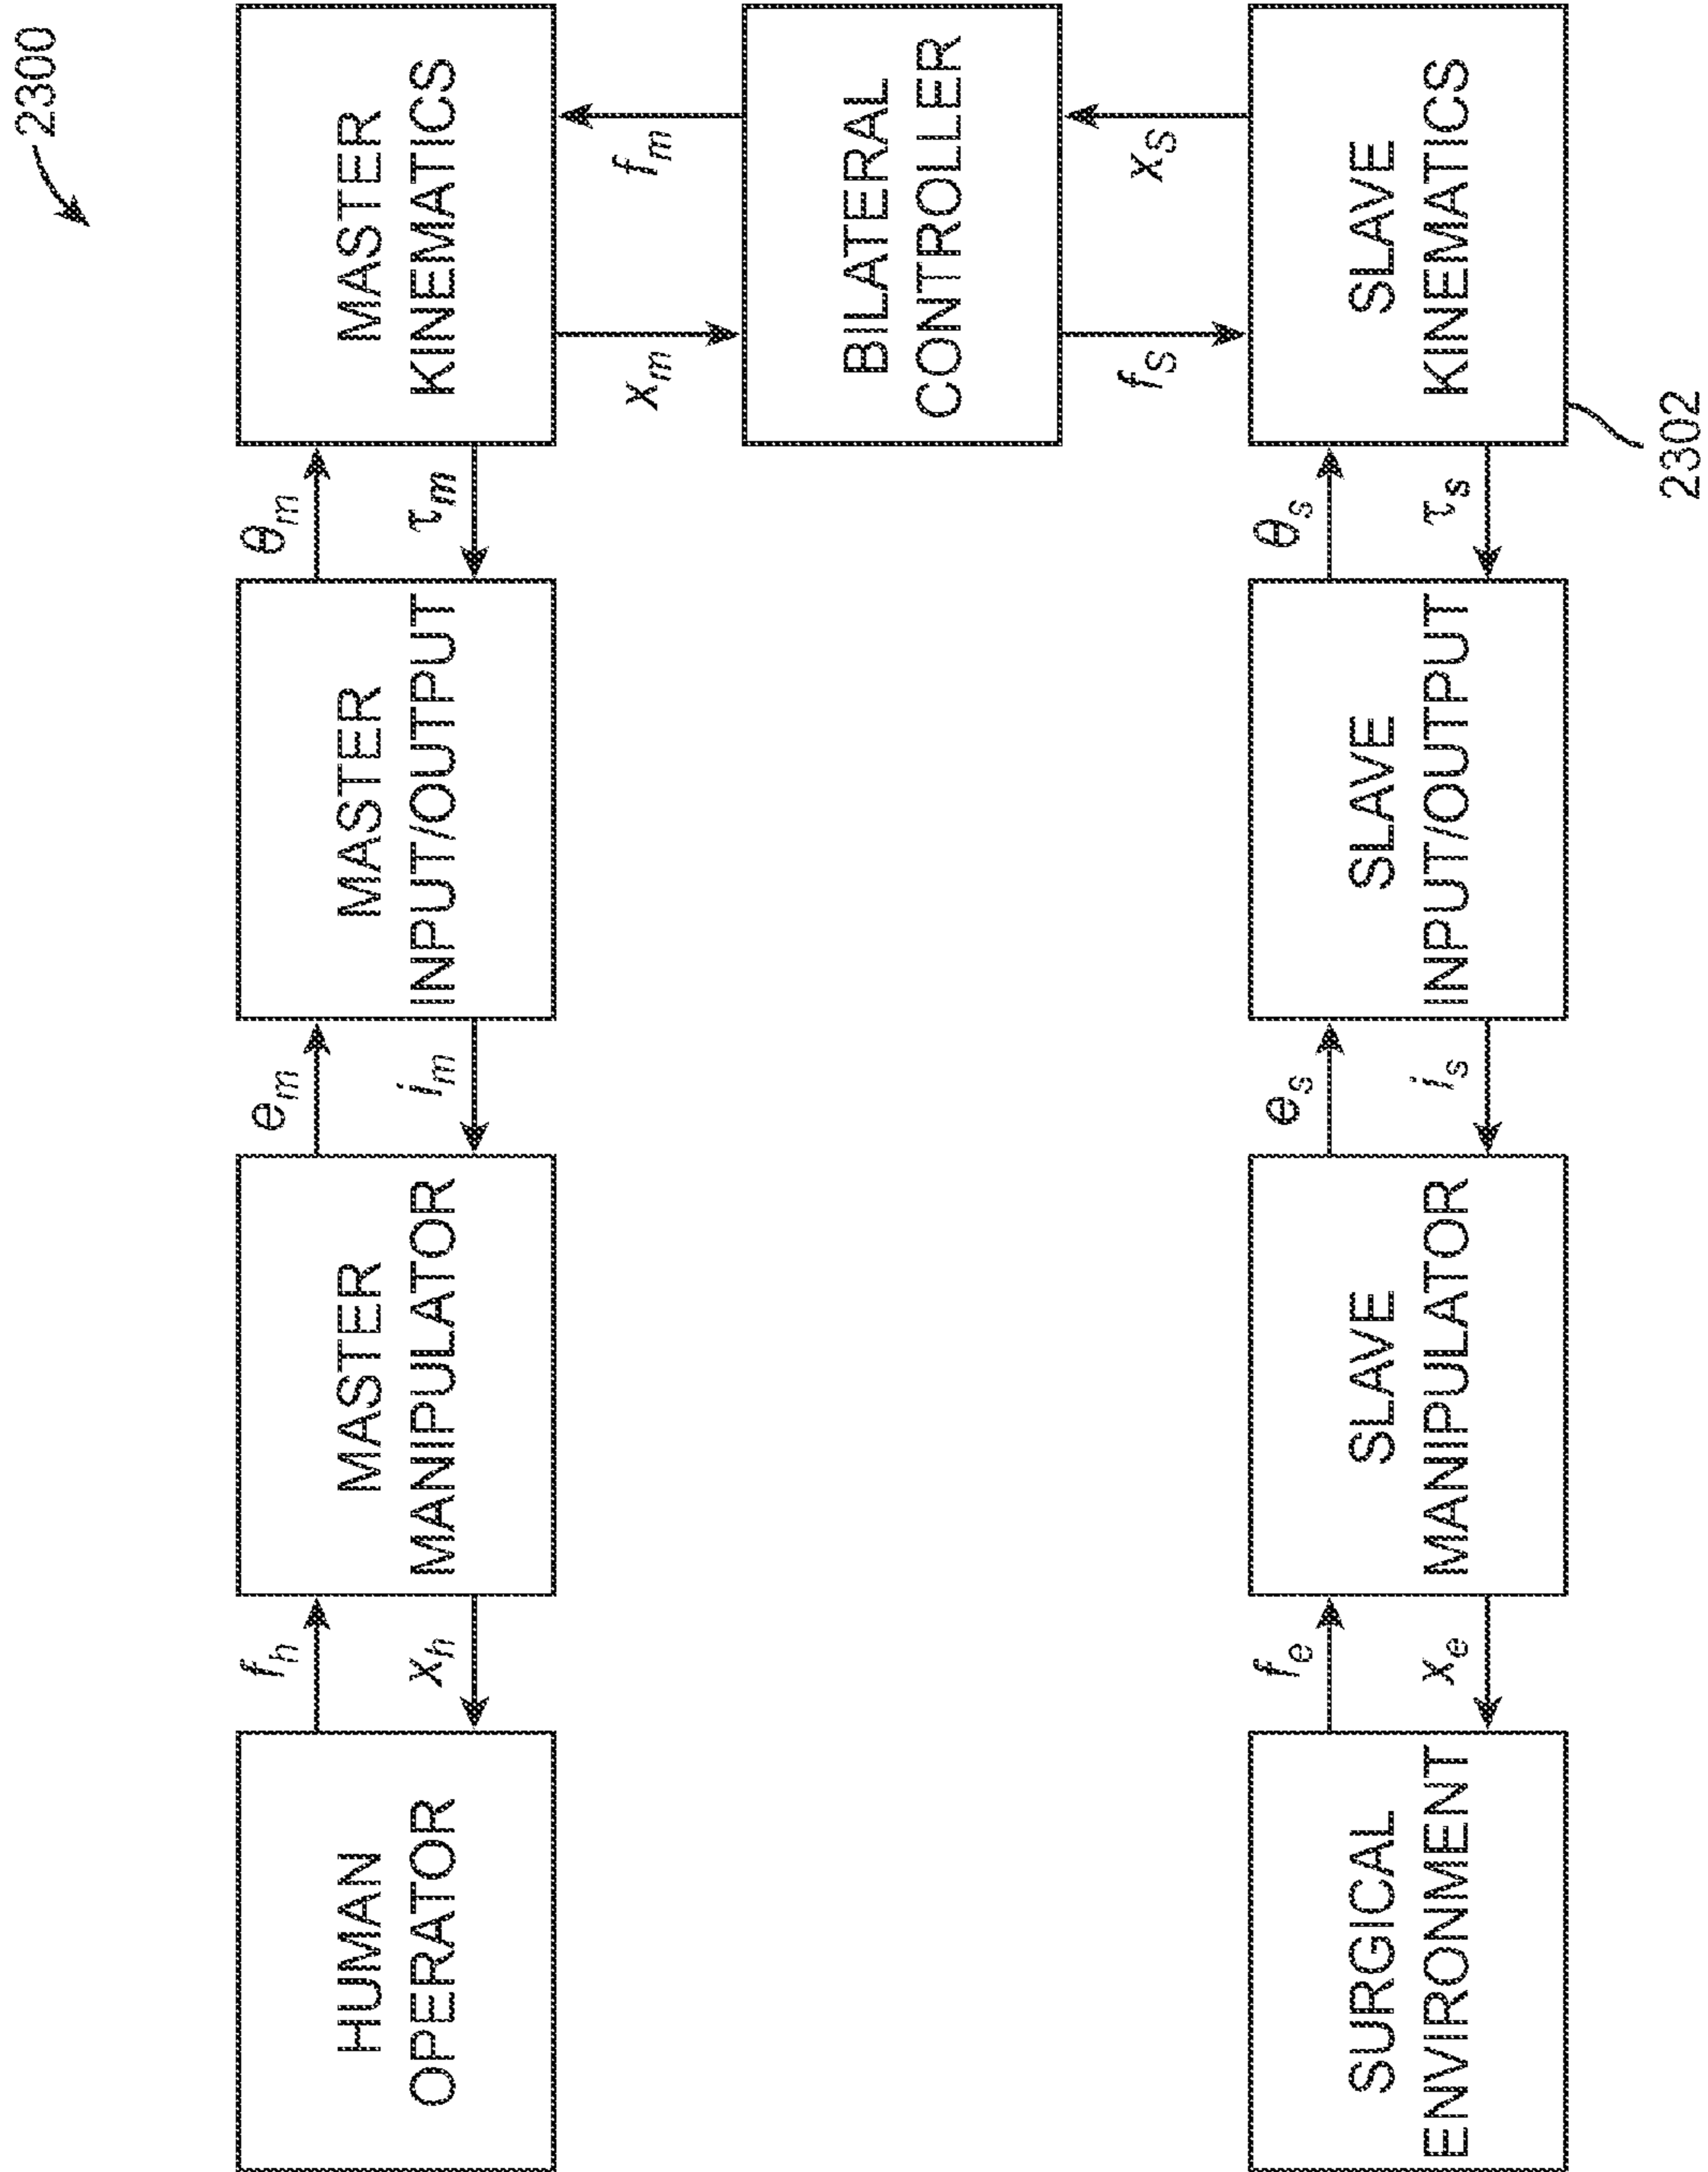 2300
HUMAN
OPERATOR
f_h
x_h
MASTER
MANIPULATOR
e_m
i_m
MASTER
INPUT/OUTPUT
θ_m
τ_m
MASTER
KINEMATICS
x_m
f_m
BILATERAL
CONTROLLER
f_s
x_s
SURGICAL
ENVIRONMENT
f_e
x_e
SLAVE
MANIPULATOR
e_s
i_s
SLAVE
INPUT/OUTPUT
θ_s
τ_s
SLAVE
KINEMATICS
2302